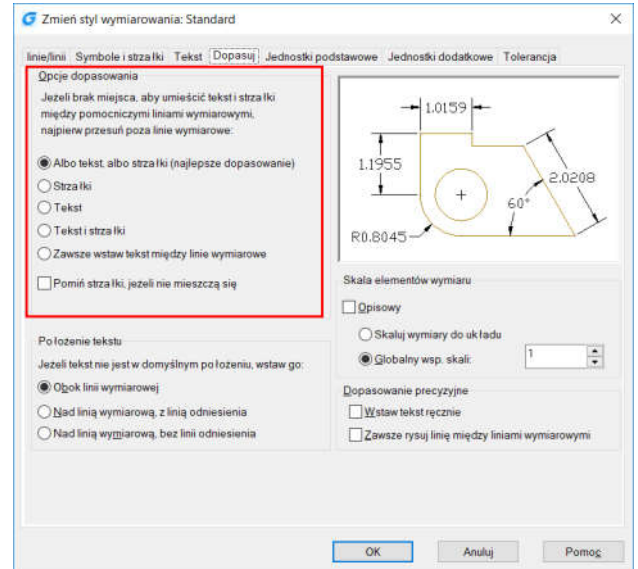 Zmień styl wymiarowania: Standard
linie/linii Symbole i strzałki Tekst Dopasuj Jednostki podstawowe Jednostki dodatkowe Tolerancja
Opcje dopasowania
Jeżeli brak miejsca, aby umieścić tekst i strzałki
między pomocniczymi liniami wymiarowymi,
najpierw przesuń poza linie wymiarowe:
Albo tekst, albo strzałki (najlepsze dopasowanie)
Strzałki
Tekst
Tekst i strzałki
Zawsze wstaw tekst między linie wymiarowe
Pomiń strzałki, jeżeli nie mieszczą się
Położenie tekstu
Jeżeli tekst nie jest w domyślnym położeniu, wstaw go:
Obok linii wymiarowej
Nad linią wymiarową, z linią odniesienia
Nad linią wymiarową, bez linii odniesienia
1.0159
1.1955
2.0208
60°
R0.8045
Skala elementów wymiaru
Opisowy
Skaluj wymiary do układu
Globalny wsp. skali: 1
Dopasowanie precyzyjne
Wstaw tekst ręcznie
Zawsze rysuj linię między liniami wymiarowymi
OK Anuluj Pomoc